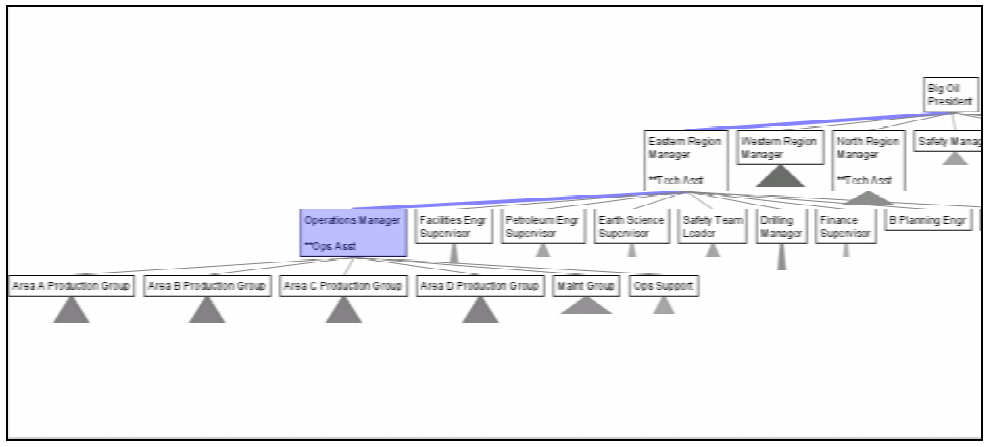 Big Oil
President
Eastern Region
Manager
**Tech Asst
Western Region
Manager
North Region
Manager
**Tech Asst
Safety Manag
Operations Manager
**Ops Asst
Facilities Engr
Supervisor
Petroleum Engr
Supervisor
Earth Science
Supervisor
Safety Team
Leader
Drilling
Manager
Finance
Supervisor
B Planning Engr
Area A Production Group
Area B Production Group
Area C Production Group
Area D Production Group
Maint Group
Ops Support